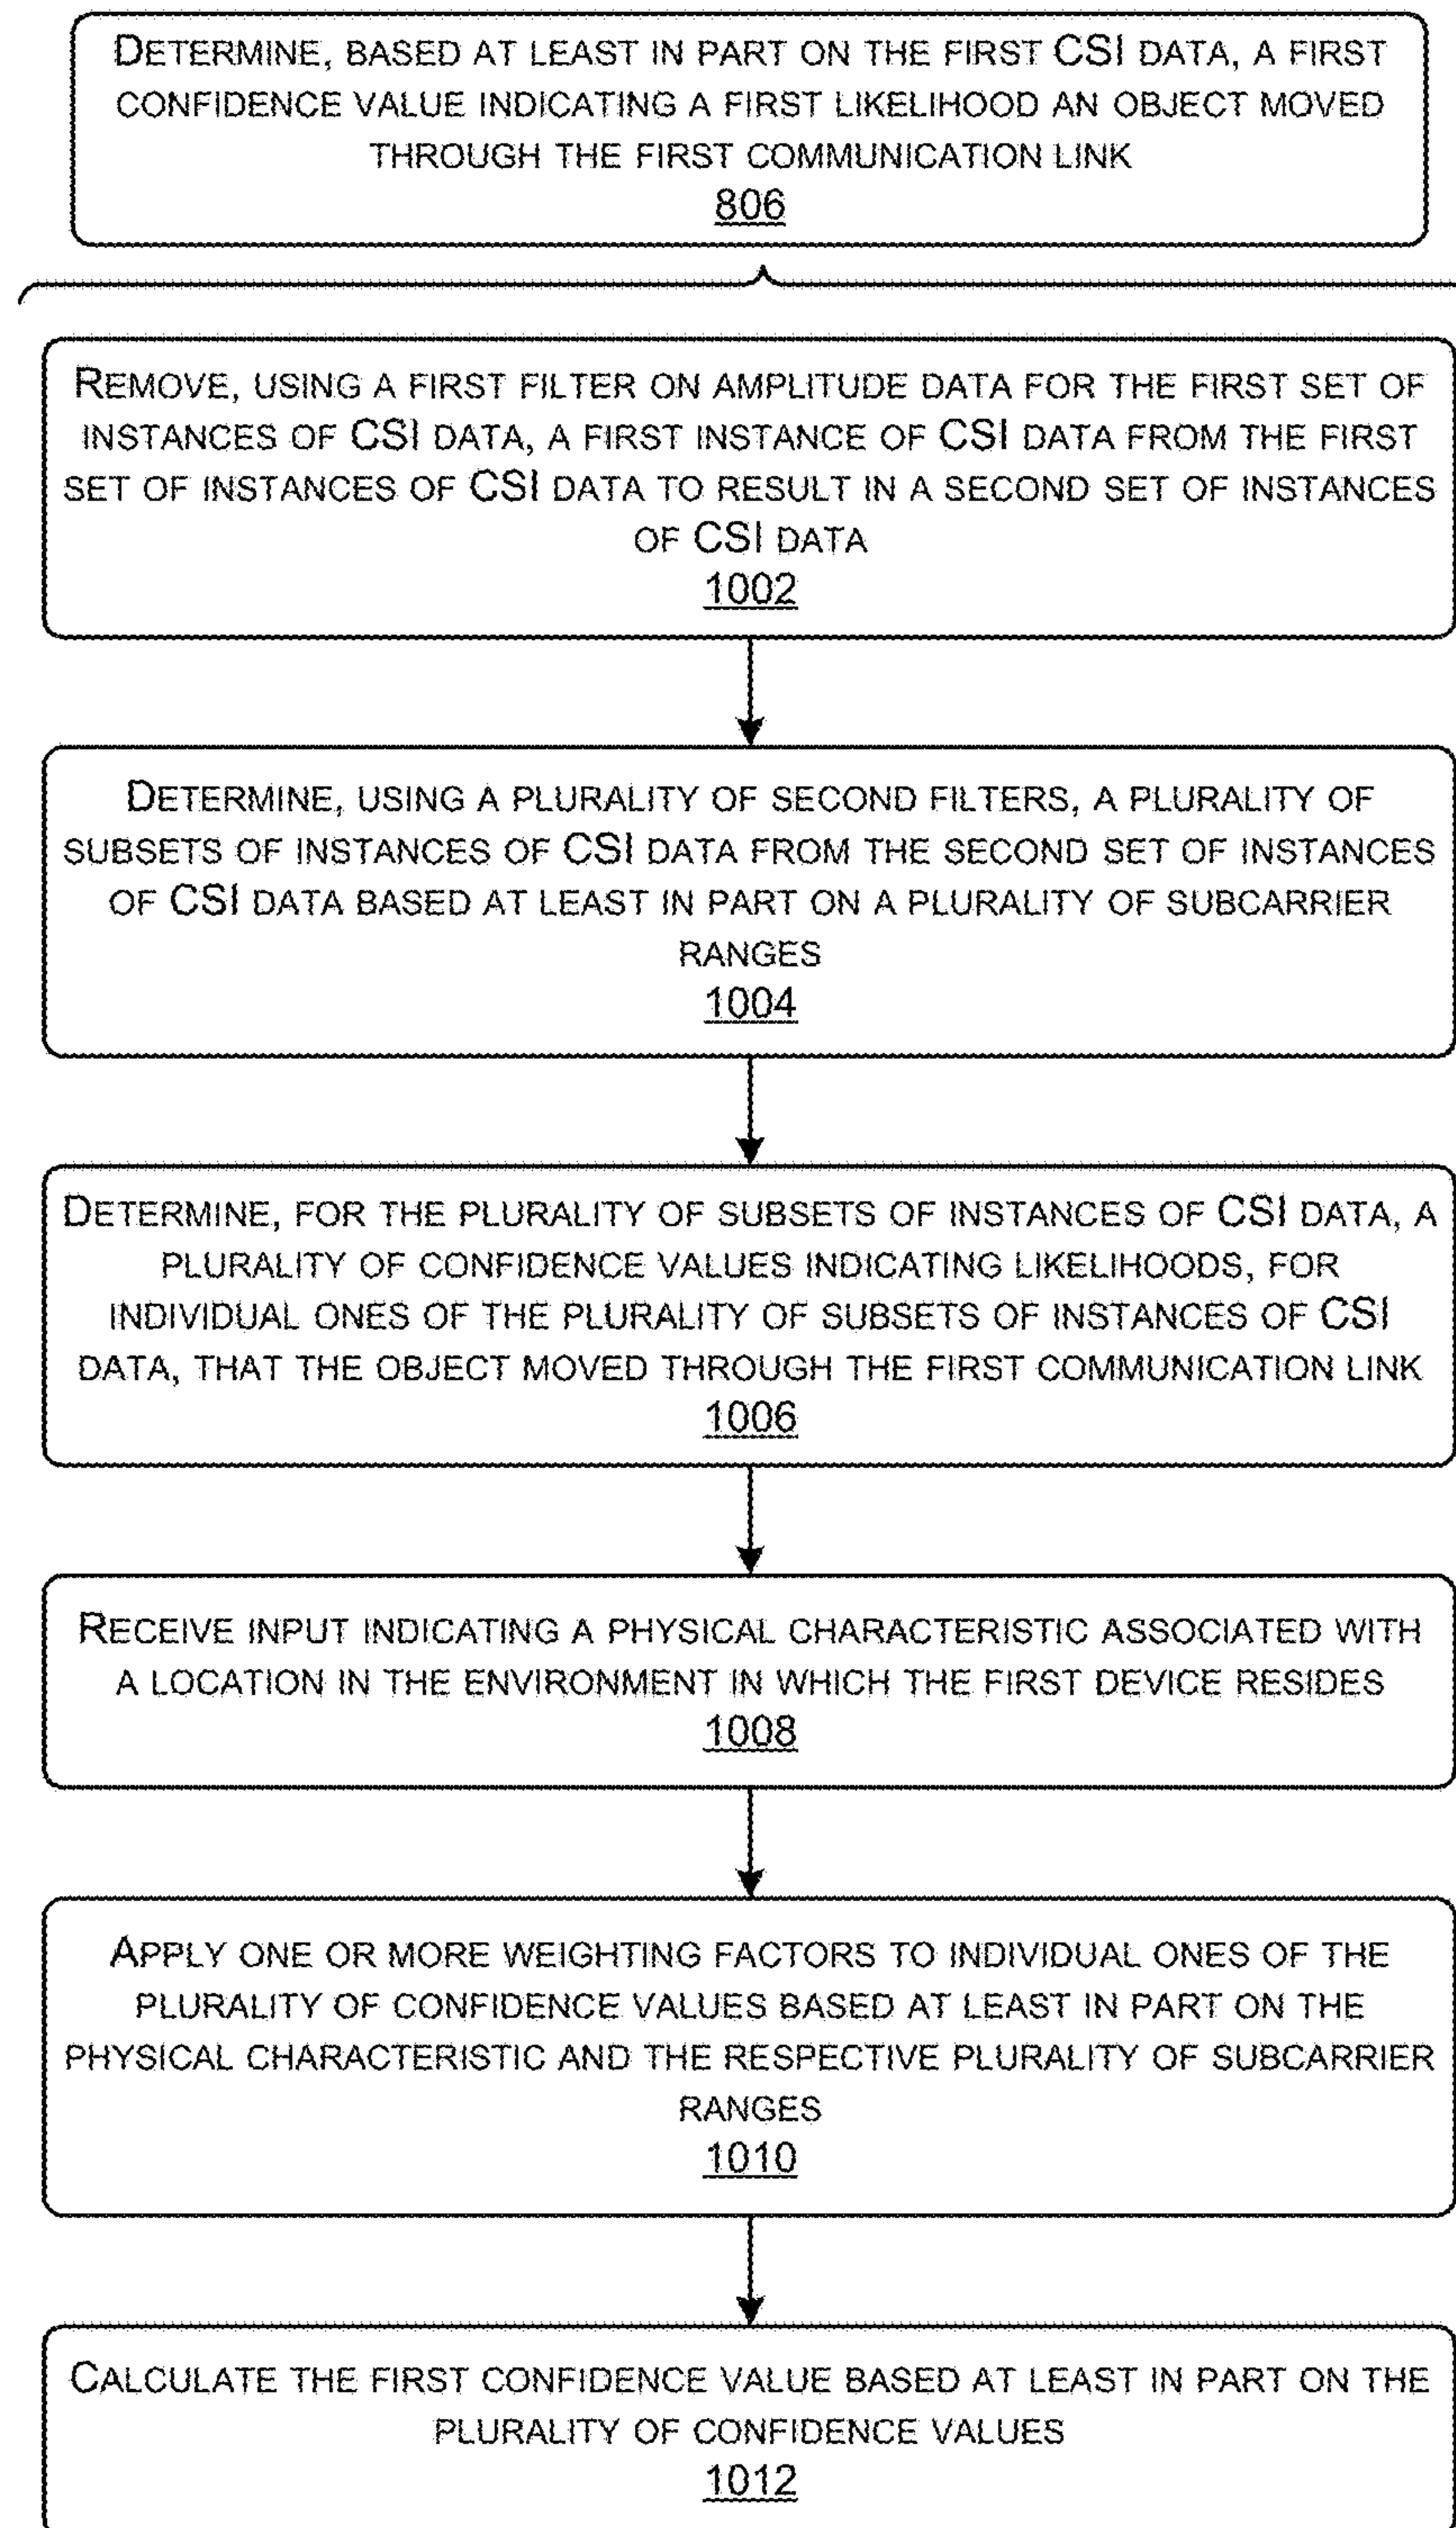 DETERMINE, BASED AT LEAST IN PART ON THE FIRST CSI DATA, A FIRST
CONFIDENCE VALUE INDICATING A FIRST LIKELIHOOD AN OBJECT MOVED
THROUGH THE FIRST COMMUNICATION LINK
806
REMOVE, USING A FIRST FILTER ON AMPLITUDE DATA FOR THE FIRST SET OF
INSTANCES OF CSI DATA, A FIRST INSTANCE OF CSI DATA FROM THE FIRST
SET OF INSTANCES OF CSI DATA TO RESULT IN A SECOND SET OF INSTANCES
OF CSI DATA
1002
DETERMINE, USING A PLURALITY OF SECOND FILTERS, A PLURALITY OF
SUBSETS OF INSTANCES OF CSI DATA FROM THE SECOND SET OF INSTANCES
OF CSI DATA BASED AT LEAST IN PART ON A PLURALITY OF SUBCARRIER
RANGES
1004
DETERMINE, FOR THE PLURALITY OF SUBSETS OF INSTANCES OF CSI DATA, A
PLURALITY OF CONFIDENCE VALUES INDICATING LIKELIHOODS, FOR
INDIVIDUAL ONES OF THE PLURALITY OF SUBSETS OF INSTANCES OF CSI
DATA, THAT THE OBJECT MOVED THROUGH THE FIRST COMMUNICATION LINK
1006
RECEIVE INPUT INDICATING A PHYSICAL CHARACTERISTIC ASSOCIATED WITH
A LOCATION IN THE ENVIRONMENT IN WHICH THE FIRST DEVICE RESIDES
1008
APPLY ONE OR MORE WEIGHTING FACTORS TO INDIVIDUAL ONES OF THE
PLURALITY OF CONFIDENCE VALUES BASED AT LEAST IN PART ON THE
PHYSICAL CHARACTERISTIC AND THE RESPECTIVE PLURALITY OF SUBCARRIER
RANGES
1010
CALCULATE THE FIRST CONFIDENCE VALUE BASED AT LEAST IN PART ON THE
PLURALITY OF CONFIDENCE VALUES
1012